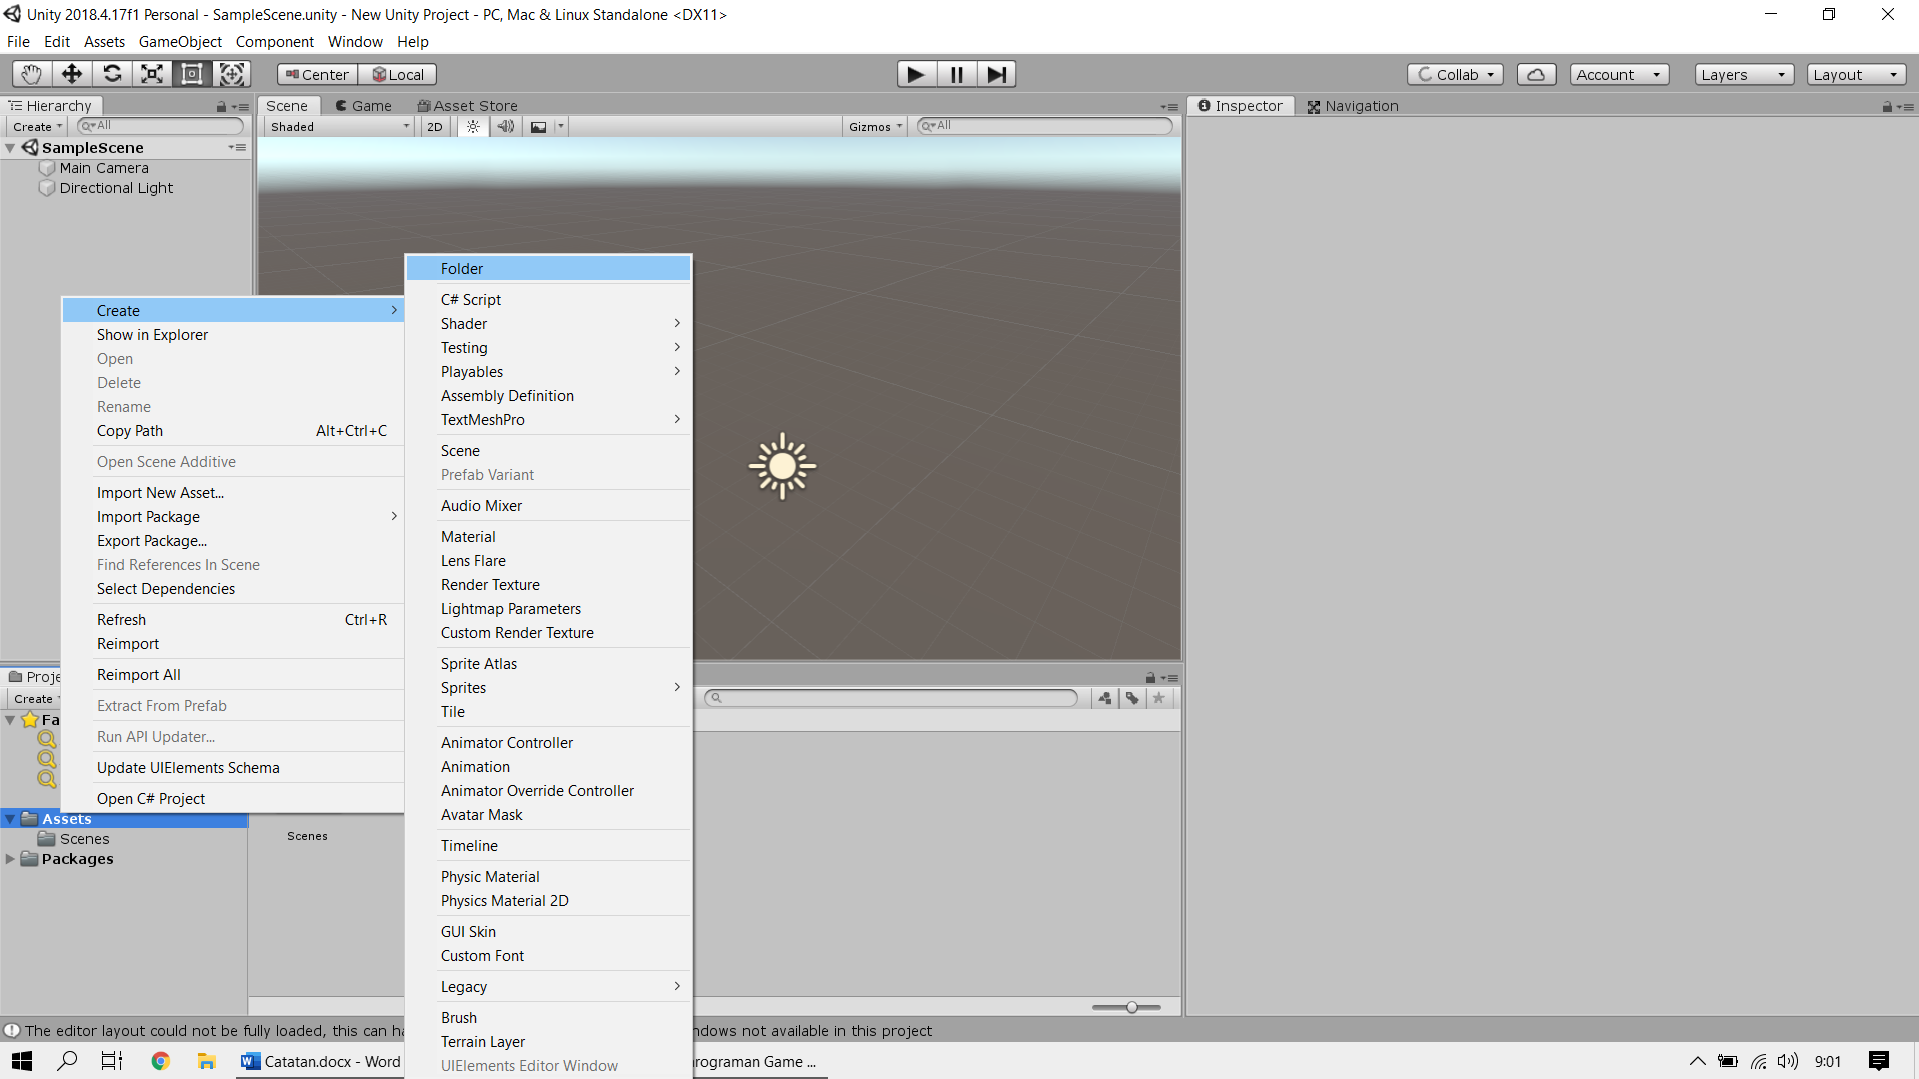 Unity 2018.4.17f1 Personal - SampleScene.unity - New Unity Project - PC, Mac & Linux Standalone <DX11>
File Edit Assets GameObject Component Window Help
Center Local Collab Account Layers Layout
Hierarchy Scene Game Asset Store Inspector Navigation
Create All Shaded 2D Gizmos All
SampleScene
Main Camera
Directional Light
Create
Show in Explorer
Open
Delete
Rename
Copy Path Alt+Ctrl+C
Open Scene Additive
Import New Asset...
Import Package
Export Package...
Find References In Scene
Select Dependencies
Refresh Ctrl+R
Reimport
Reimport All
Extract From Prefab
Run API Updater...
Update UIElements Schema
Open C# Project
Folder
C# Script
Shader
Testing
Playables
Assembly Definition
TextMeshPro
Scene
Prefab Variant
Audio Mixer
Material
Lens Flare
Render Texture
Lightmap Parameters
Custom Render Texture
Sprite Atlas
Sprites
Tile
Animator Controller
Animation
Animator Override Controller
Avatar Mask
Timeline
Physic Material
Physics Material 2D
GUI Skin
Custom Font
Legacy
Brush
Terrain Layer
UIElements Editor Window
Proje
Create
Fa
Assets
Scenes
Packages
Scenes
The editor layout could not be fully loaded, this can ha ndows not available in this project
Catatan.docx - Word rograman Game ... 9:01